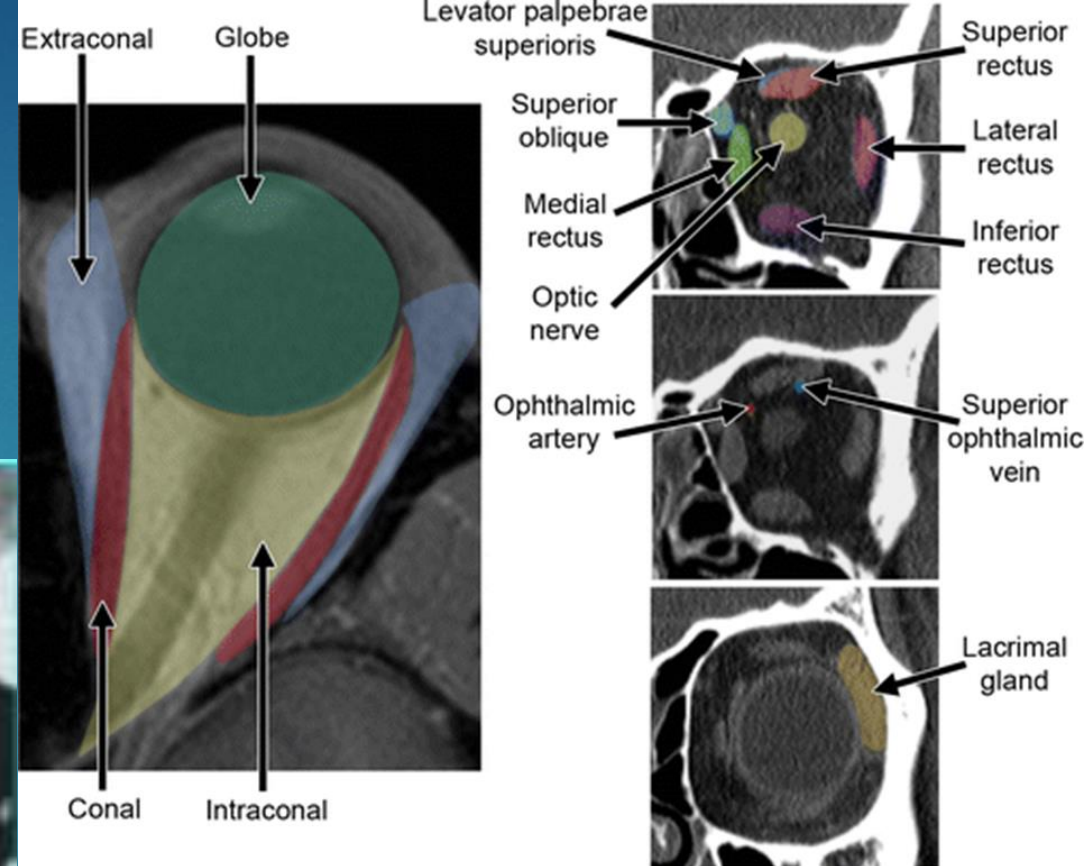 Extraconal
Globe
Conal
Intraconal
Levator palpebrae
superioris
Superior
rectus
Superior
oblique
Lateral
rectus
Medial
rectus
Inferior
rectus
Optic
nerve
Ophthalmic
artery
Superior
ophthalmic
vein
Lacrimal
gland